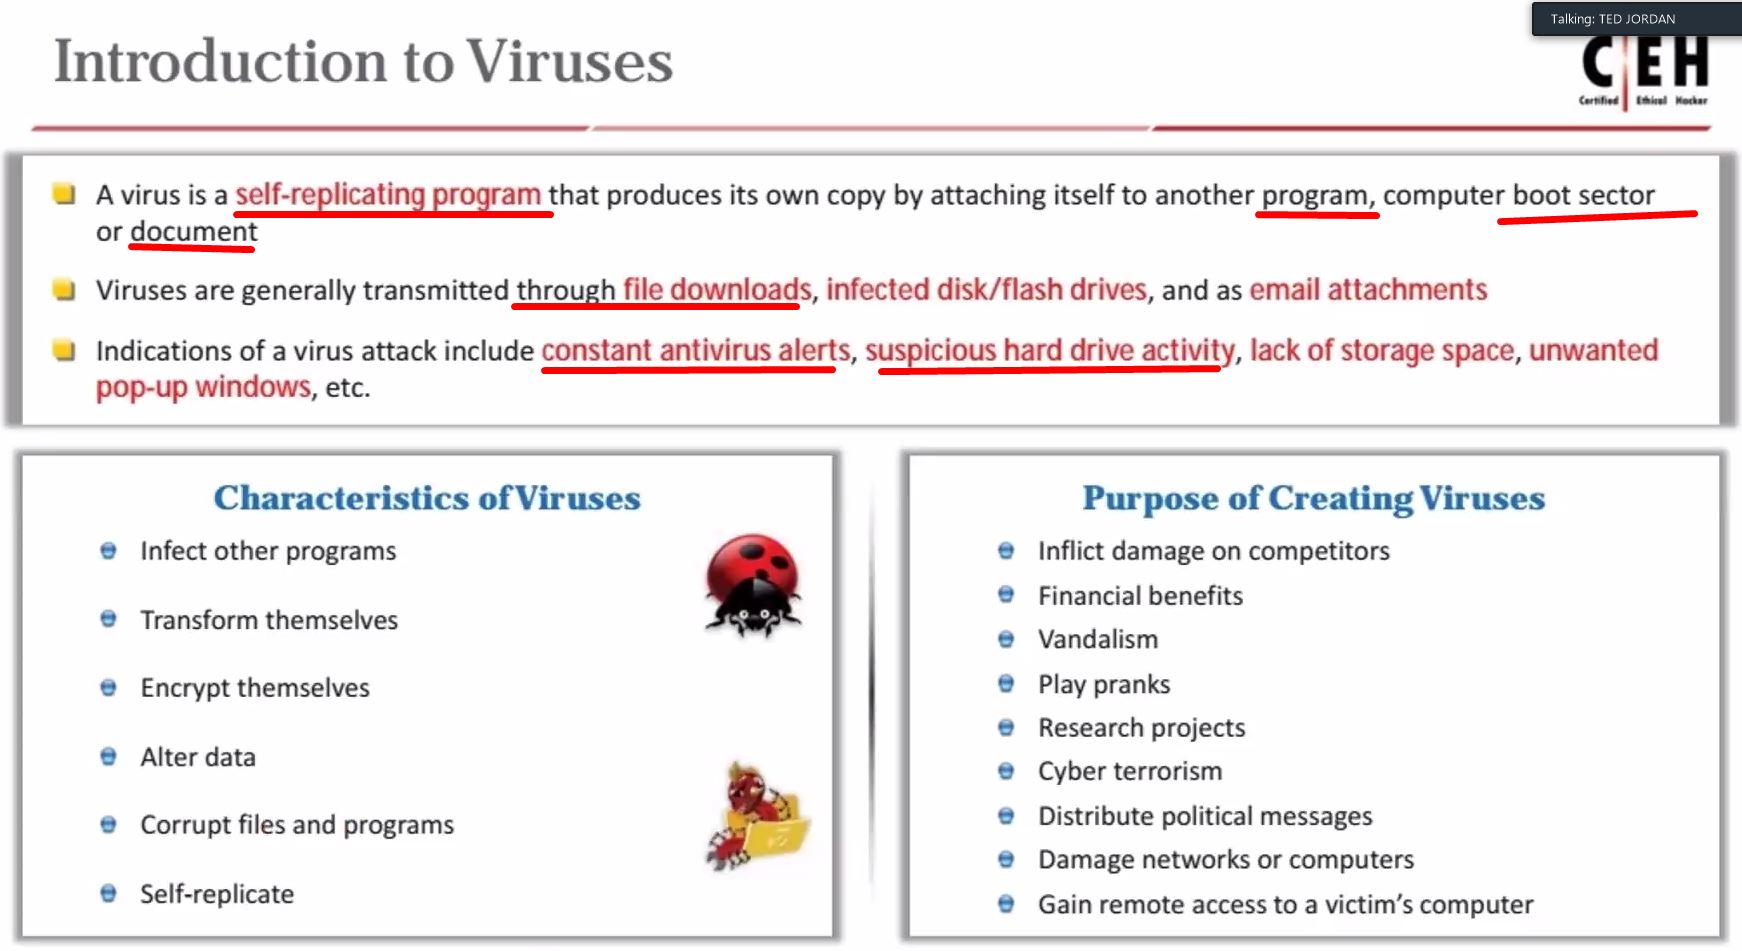 Talking: TED JORDAN
Introduction to Viruses
C|EH
Certified Ethical Hacker
A virus is a self-replicating program that produces its own copy by attaching itself to another program, computer boot sector
or document
Viruses are generally transmitted through file downloads, infected disk/flash drives, and as email attachments
Indications of a virus attack include constant antivirus alerts, suspicious hard drive activity, lack of storage space, unwanted
pop-up windows, etc.
Characteristics of Viruses
Infect other programs
Transform themselves
Encrypt themselves
Alter data
Corrupt files and programs
Self-replicate
Purpose of Creating Viruses
Inflict damage on competitors
Financial benefits
Vandalism
Play pranks
Research projects
Cyber terrorism
Distribute political messages
Damage networks or computers
Gain remote access to a victim's computer